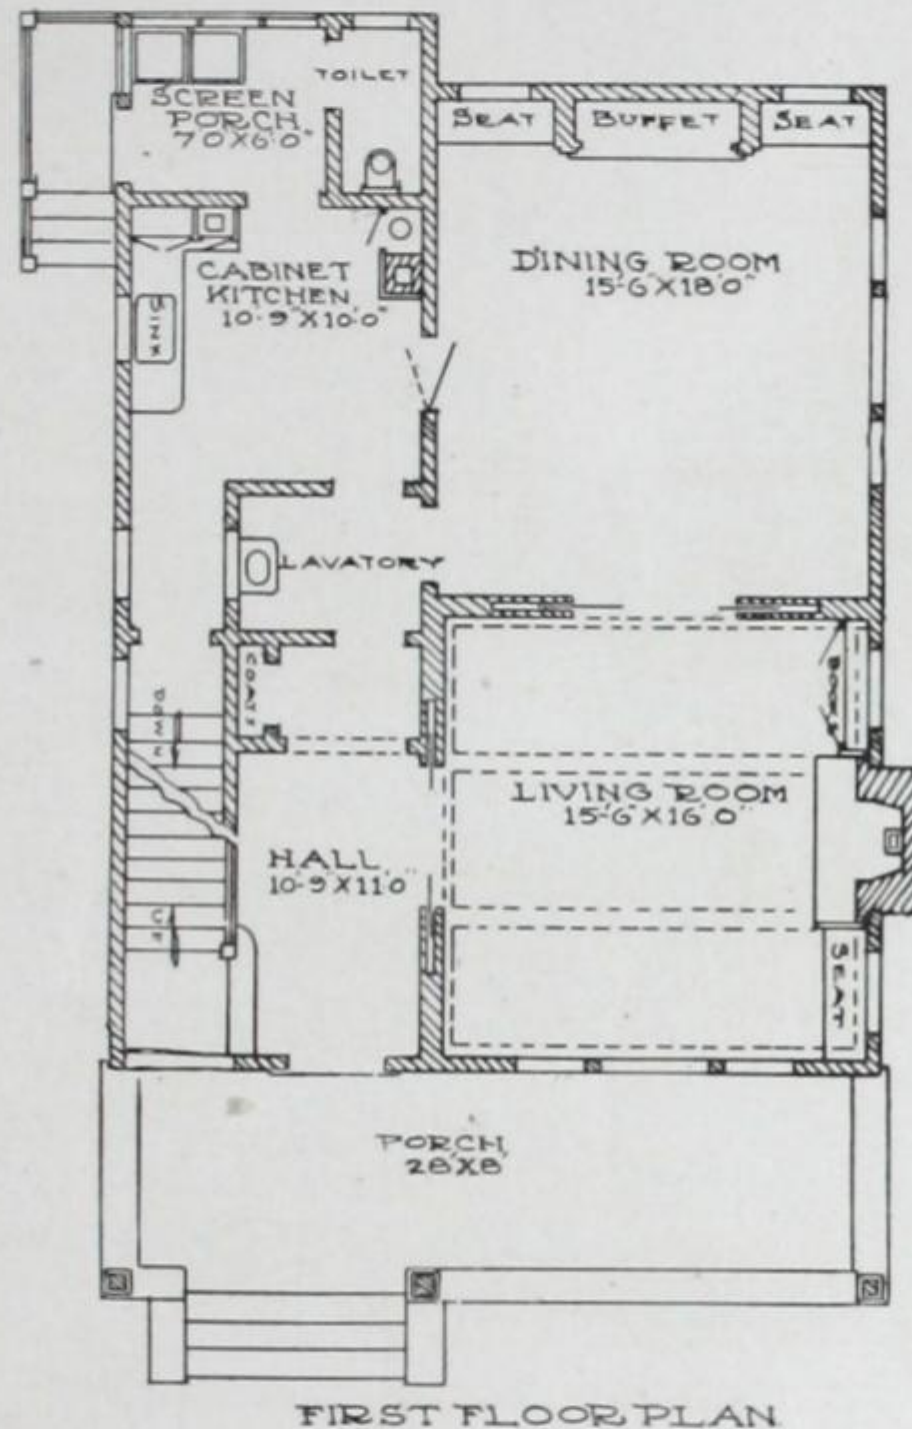 TOILET
SCREEN
PORCH
7'0"X6'0"
SEAT
BUFFET
SEAT
CABINET
KITCHEN
10'-9"X10'0"
SINK
DINING ROOM
15'-6"X18'0"
LAVATORY
COATS
DOWN
BOOKS
LIVING ROOM
15'-6"X16'0"
HALL
10'-9"X11'0"
UP
SEAT
PORCH
28'X8'
FIRST FLOOR PLAN